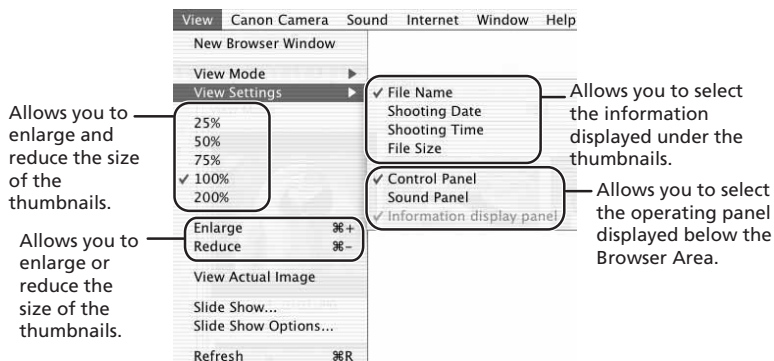 View Canon Camera Sound Internet Window Help
New Browser Window
View Mode
View Settings
25%
50%
75%
✓ 100%
200%
Enlarge ⌘+
Reduce ⌘−
View Actual Image
Slide Show...
Slide Show Options...
Refresh ⌘R
✓ File Name
Shooting Date
Shooting Time
File Size
✓ Control Panel
Sound Panel
✓ Information display panel
Allows you to
enlarge and
reduce the size
of the
thumbnails.
Allows you to
enlarge or
reduce the
size of the
thumbnails.
Allows you to select
the information
displayed under the
thumbnails.
Allows you to select
the operating panel
displayed below the
Browser Area.